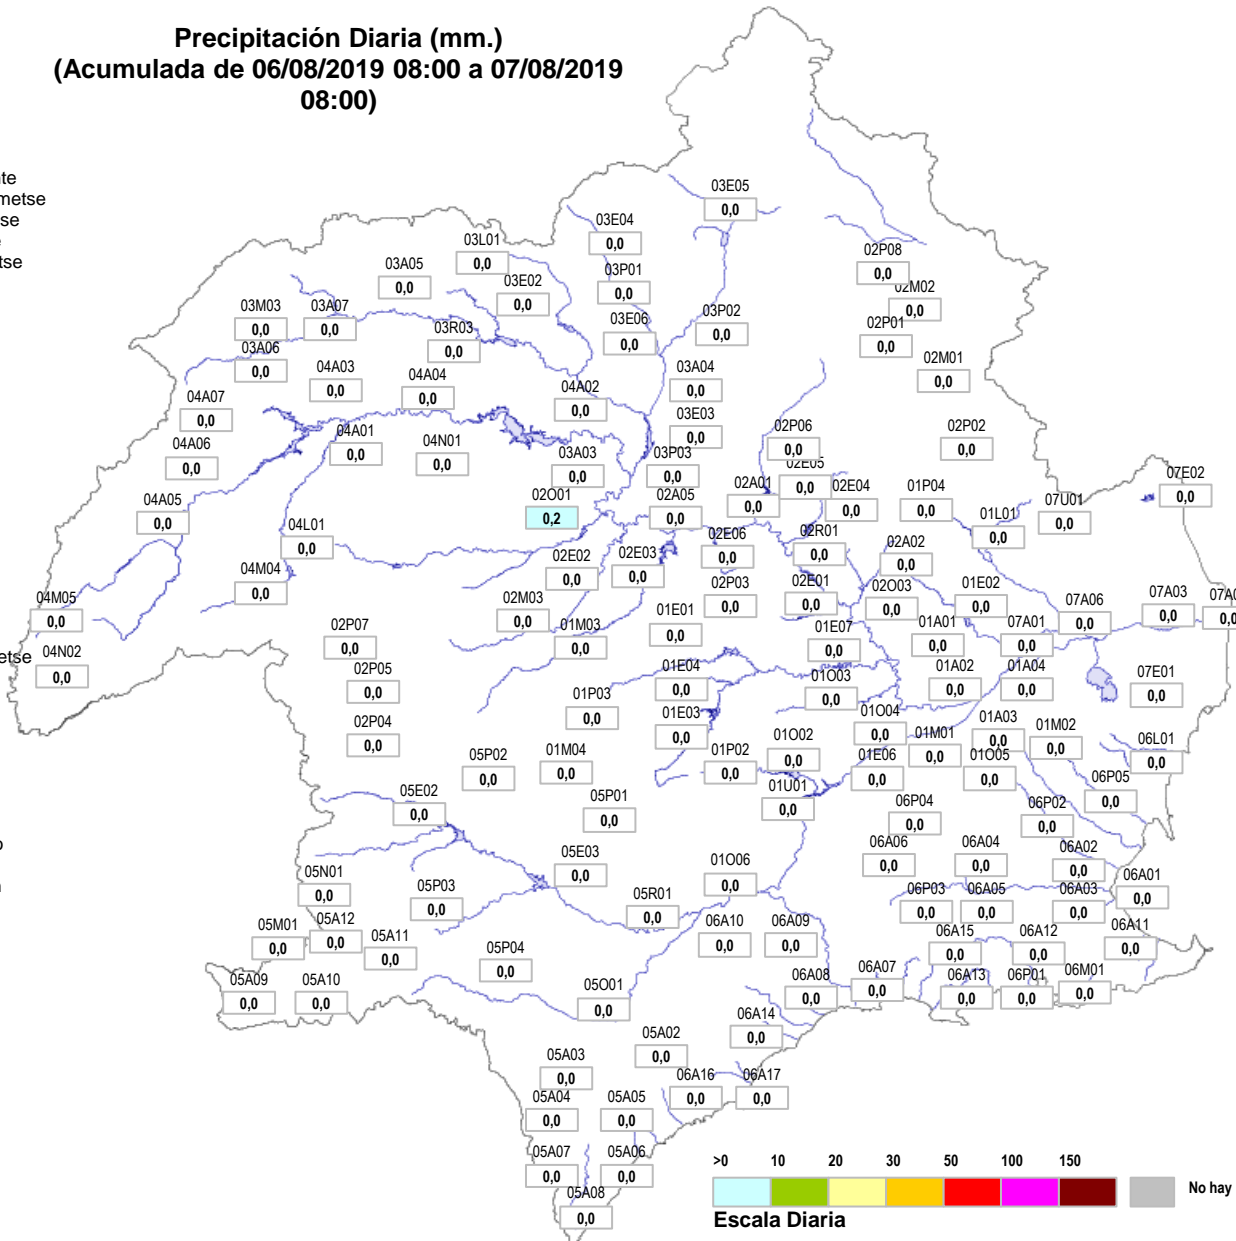 Precipitación Diaria (mm.)
(Acumulada de 06/08/2019 08:00 a 07/08/2019
08:00)
nte
metse
se
e
tse
etse
o
n
03E05
0,0
03E04
0,0
03L01
0,0
02P08
0,0
03A05
0,0
03E02
0,0
03P01
0,0
02M02
0,0
03M03
0,0
03A07
0,0
03R03
0,0
03E06
0,0
03P02
0,0
02P01
0,0
03A06
0,0
04A03
0,0
04A04
0,0
04A02
0,0
03A04
0,0
02M01
0,0
04A07
0,0
03E03
0,0
04A01
0,0
04N01
0,0
02P06
0,0
02P02
0,0
04A06
0,0
03A03
0,0
03P03
0,0
02E05
0,0
07E02
0,0
04A05
0,0
02O01
0,2
02A05
0,0
02A01
0,0
02E04
0,0
01P04
0,0
01L01
0,0
07U01
0,0
04L01
0,0
02E02
0,0
02E03
0,0
02E06
0,0
02R01
0,0
02A02
0,0
04M04
0,0
04M05
0,0
02M03
0,0
02P03
0,0
02E01
0,0
02O03
0,0
01E02
0,0
07A06
0,0
07A03
0,0
07A0
0,0
02P07
0,0
01M03
0,0
01E01
0,0
01E07
0,0
01A01
0,0
07A01
0,0
04N02
0,0
02P05
0,0
01E04
0,0
01O03
0,0
01A02
0,0
01A04
0,0
07E01
0,0
01P03
0,0
02P04
0,0
01E03
0,0
01O04
0,0
01M01
0,0
01A03
0,0
01M02
0,0
06L01
0,0
05P02
0,0
01M04
0,0
01P02
0,0
01O02
0,0
01E06
0,0
01O05
0,0
06P05
0,0
05E02
0,0
05P01
0,0
01U01
0,0
06P04
0,0
06P02
0,0
05E03
0,0
01O06
0,0
06A06
0,0
06A04
0,0
06A02
0,0
05N01
0,0
05P03
0,0
05R01
0,0
06P03
0,0
06A05
0,0
06A03
0,0
06A01
0,0
05M01
0,0
05A12
0,0
05A11
0,0
05P04
0,0
06A10
0,0
06A09
0,0
06A15
0,0
06A12
0,0
06A11
0,0
05A09
0,0
05A10
0,0
05O01
0,0
06A08
0,0
06A07
0,0
06A13
0,0
06P01
0,0
06M01
0,0
05A02
0,0
06A14
0,0
05A03
0,0
06A16
0,0
06A17
0,0
05A04
0,0
05A05
0,0
05A07
0,0
05A06
0,0
05A08
0,0
>0 10 20 30 50 100 150
No hay
Escala Diaria